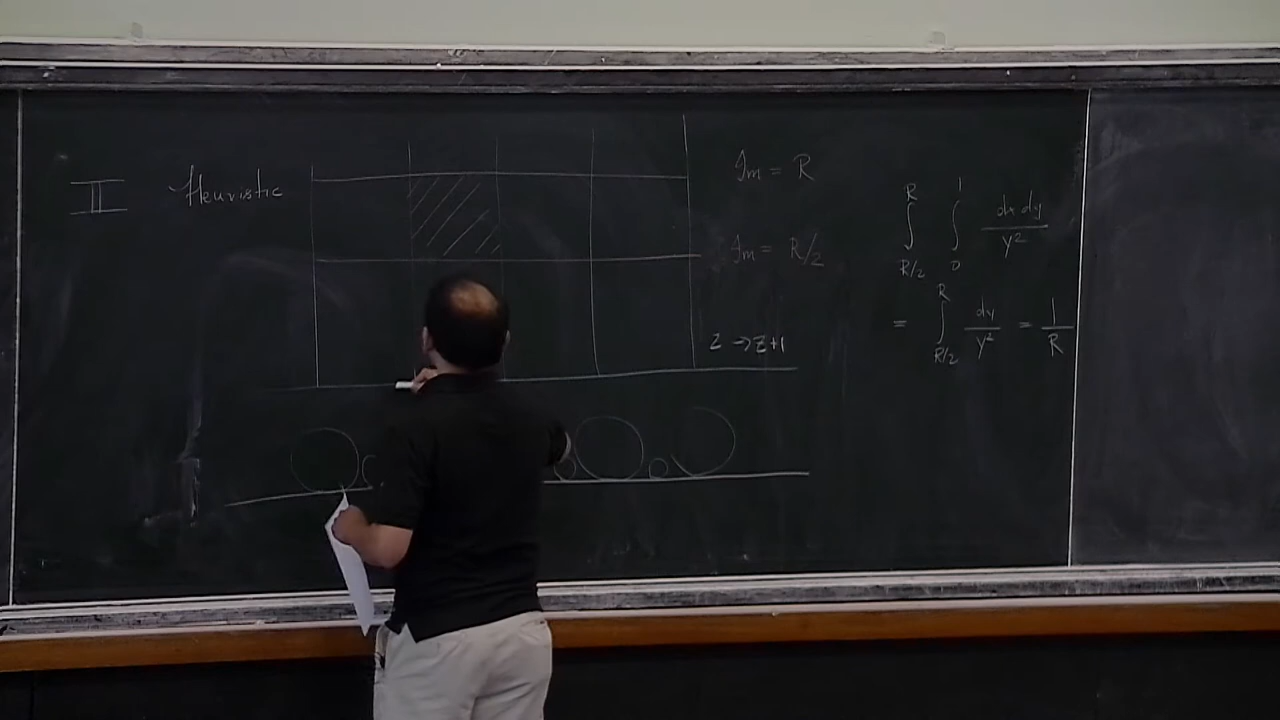 II Heuristic
Im = R
Im = R/2
z → z+1
∫_{R/2}^{R} ∫_{0}^{1} dx dy / y²
= ∫_{R/2}^{R} dy / y² = 1 / R